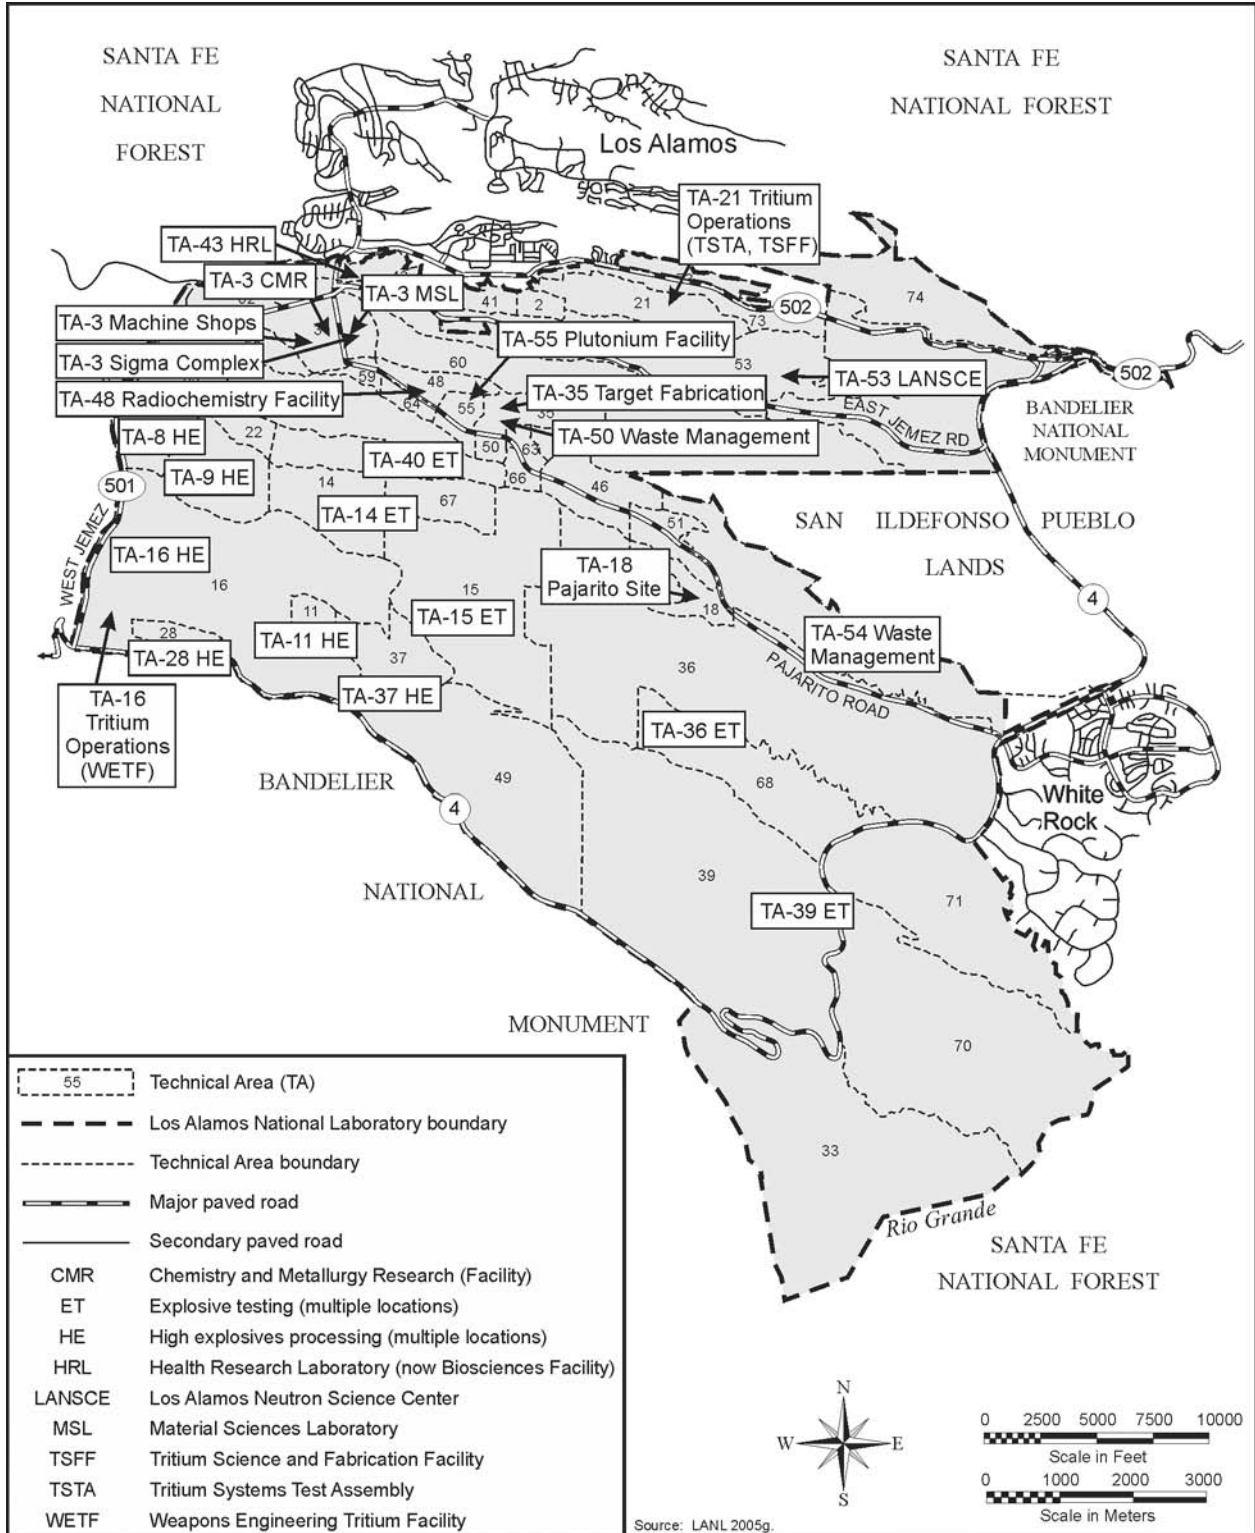 SANTA FE
NATIONAL
FOREST
SANTA FE
NATIONAL FOREST
Los Alamos
TA-21 Tritium
Operations
(TSTA, TSFF)
TA-43 HRL
TA-3 CMR
TA-3 MSL
41
2
21
73
502
74
TA-3 Machine Shops
TA-3 Sigma Complex
TA-55 Plutonium Facility
60
53
502
59
48
TA-48 Radiochemistry Facility
64
55
TA-35 Target Fabrication
35
TA-53 LANSCE
EAST
JEMEZ RD
BANDELIER
NATIONAL
MONUMENT
TA-8 HE
22
TA-50 Waste Management
50
63
TA-40 ET
TA-9 HE
501
14
66
46
67
TA-14 ET
51
SAN ILDEFONSO PUEBLO
LANDS
WEST JEMEZ
TA-16 HE
16
TA-18
Pajarito Site
18
15
TA-15 ET
4
11
TA-11 HE
28
TA-28 HE
37
TA-37 HE
36
TA-54 Waste
Management
PAJARITO ROAD
TA-16
Tritium
Operations
(WETF)
TA-36 ET
BANDELIER
49
68
4
White
Rock
NATIONAL
39
TA-39 ET
71
MONUMENT
70
33
Rio Grande
SANTA FE
NATIONAL FOREST
55 Technical Area (TA)
Los Alamos National Laboratory boundary
Technical Area boundary
Major paved road
Secondary paved road
CMR Chemistry and Metallurgy Research (Facility)
ET Explosive testing (multiple locations)
HE High explosives processing (multiple locations)
HRL Health Research Laboratory (now Biosciences Facility)
LANSCE Los Alamos Neutron Science Center
MSL Material Sciences Laboratory
TSFF Tritium Science and Fabrication Facility
TSTA Tritium Systems Test Assembly
WETF Weapons Engineering Tritium Facility
N
W E
S
0 2500 5000 7500 10000
Scale in Feet
0 1000 2000 3000
Scale in Meters
Source: LANL 2005g.